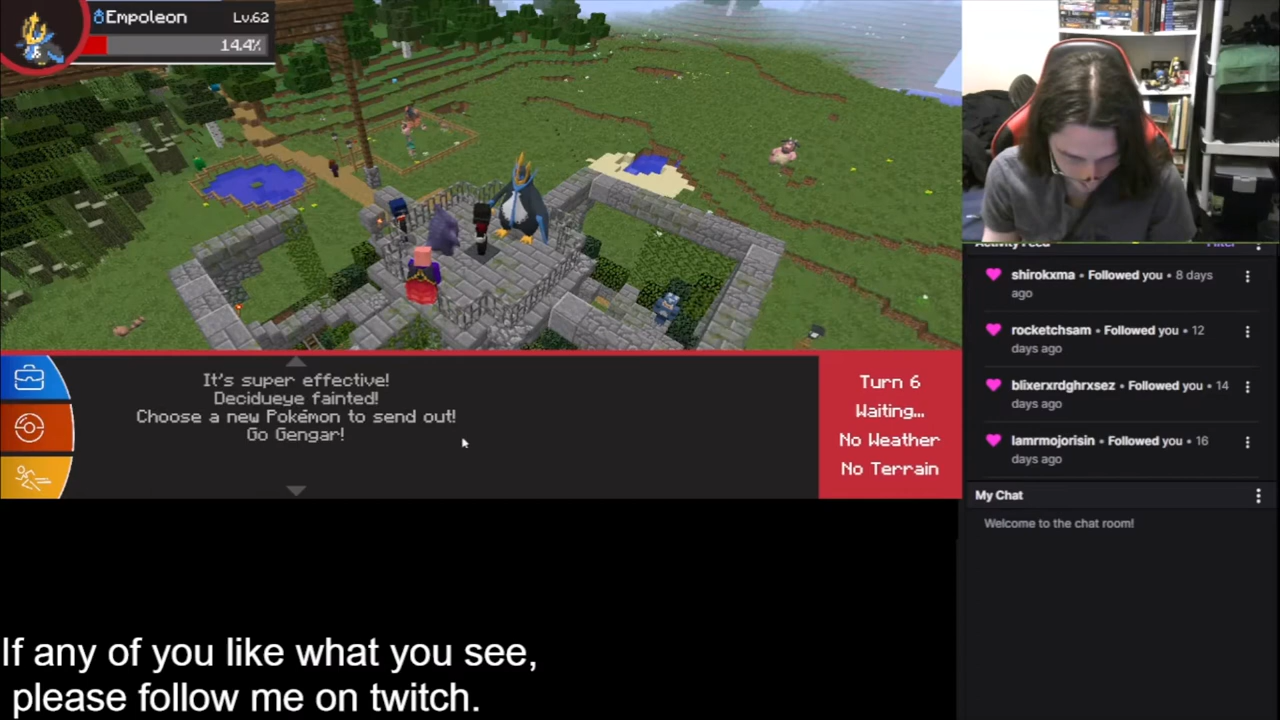 Empoleon Lv.62
14.4%
It's super effective!
Decidueye fainted!
Choose a new Pokémon to send out!
Go Gengar!
Turn 6
Waiting...
No Weather
No Terrain
shirokxma • Followed you • 8 days
ago
rocketchsam • Followed you • 12
days ago
blixerxrdghrxsez • Followed you • 14
days ago
lamrmojorisin • Followed you • 16
days ago
My Chat
Welcome to the chat room!
If any of you like what you see,
please follow me on twitch.